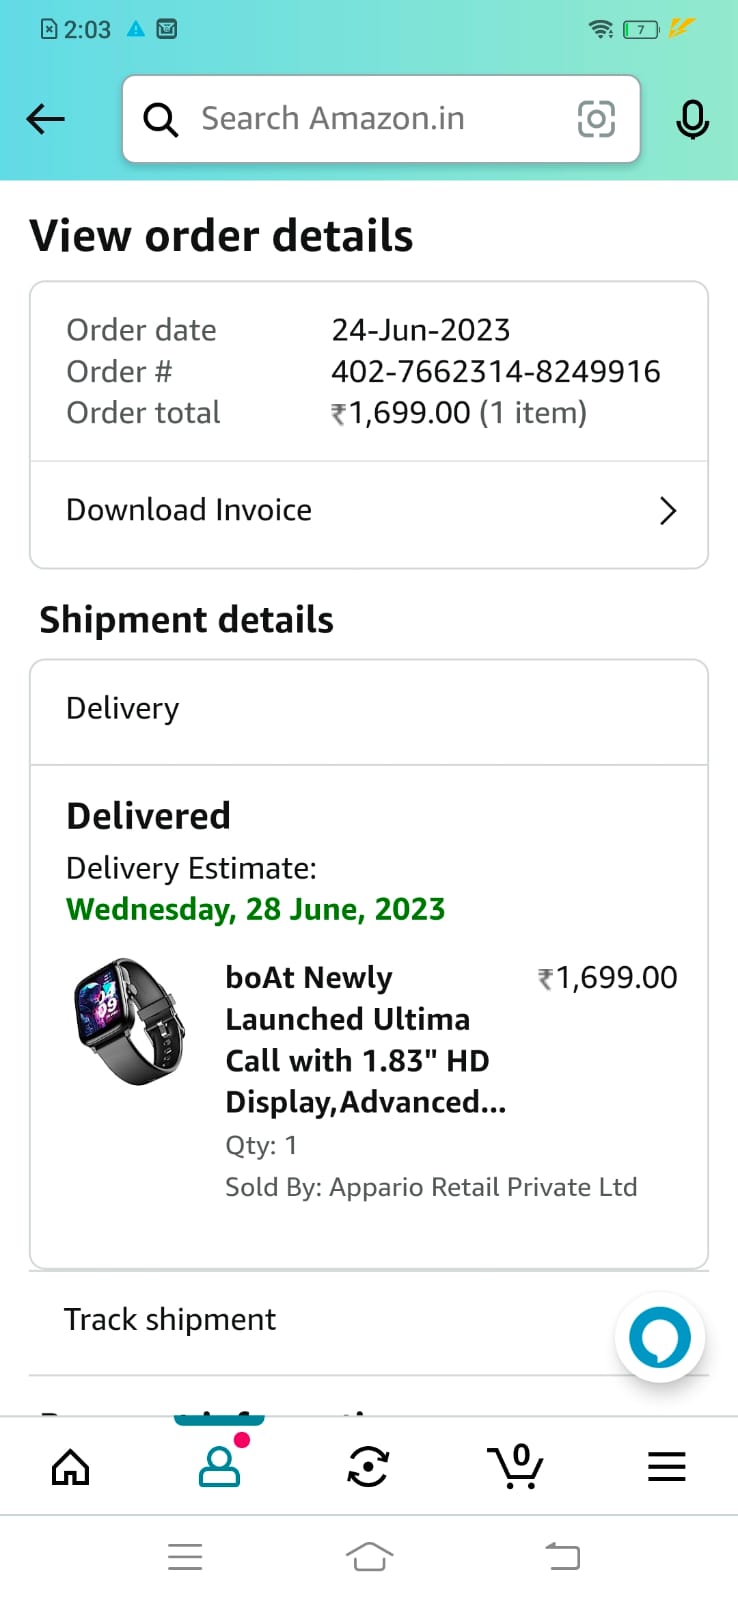 2:03
7
Search Amazon.in
View order details
Order date 24-Jun-2023
Order # 402-7662314-8249916
Order total ₹1,699.00 (1 item)
Download Invoice
Shipment details
Delivery
Delivered
Delivery Estimate:
Wednesday, 28 June, 2023
boAt Newly ₹1,699.00
Launched Ultima
Call with 1.83" HD
Display,Advanced...
Qty: 1
Sold By: Appario Retail Private Ltd
Track shipment
0